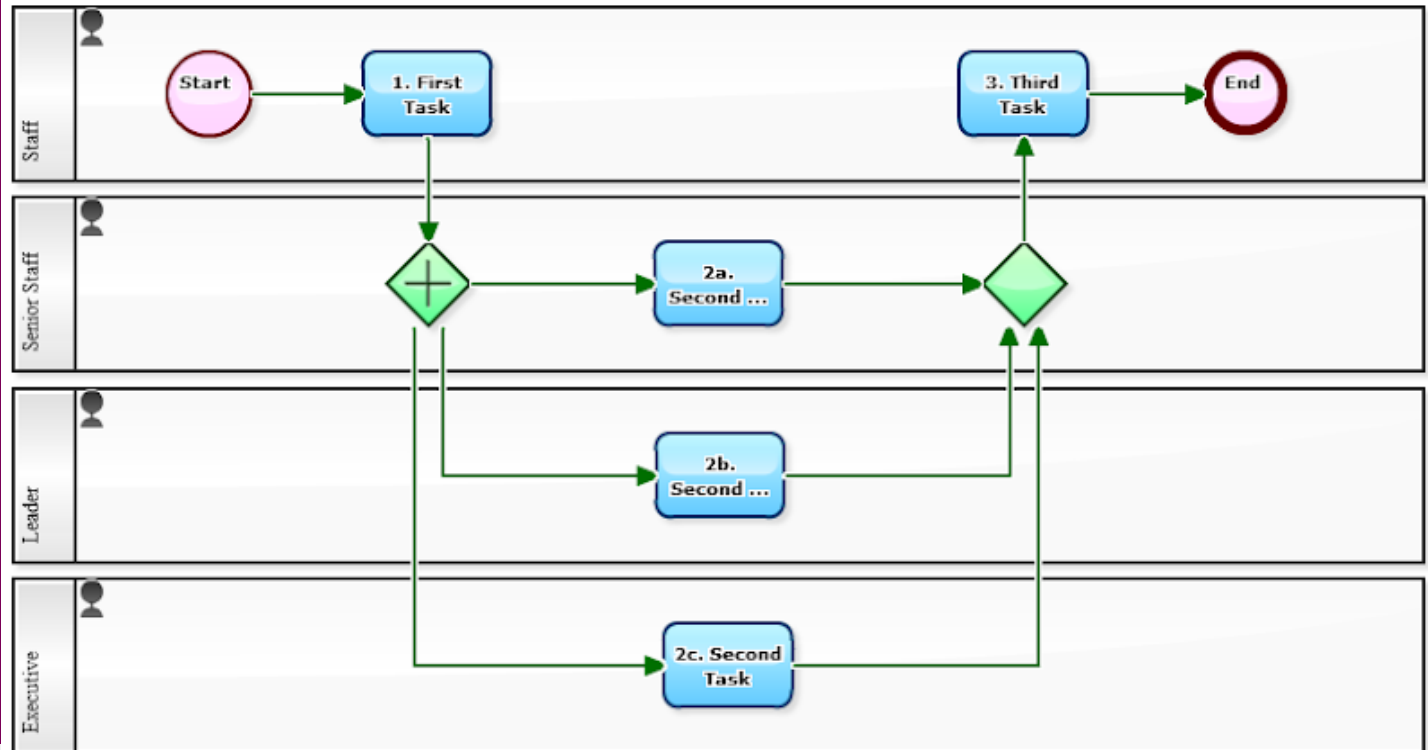 Staff
Start
1. First
Task
3. Third
Task
End
Senior Staff
2a.
Second ...
Leader
2b.
Second ...
Executive
2c. Second
Task